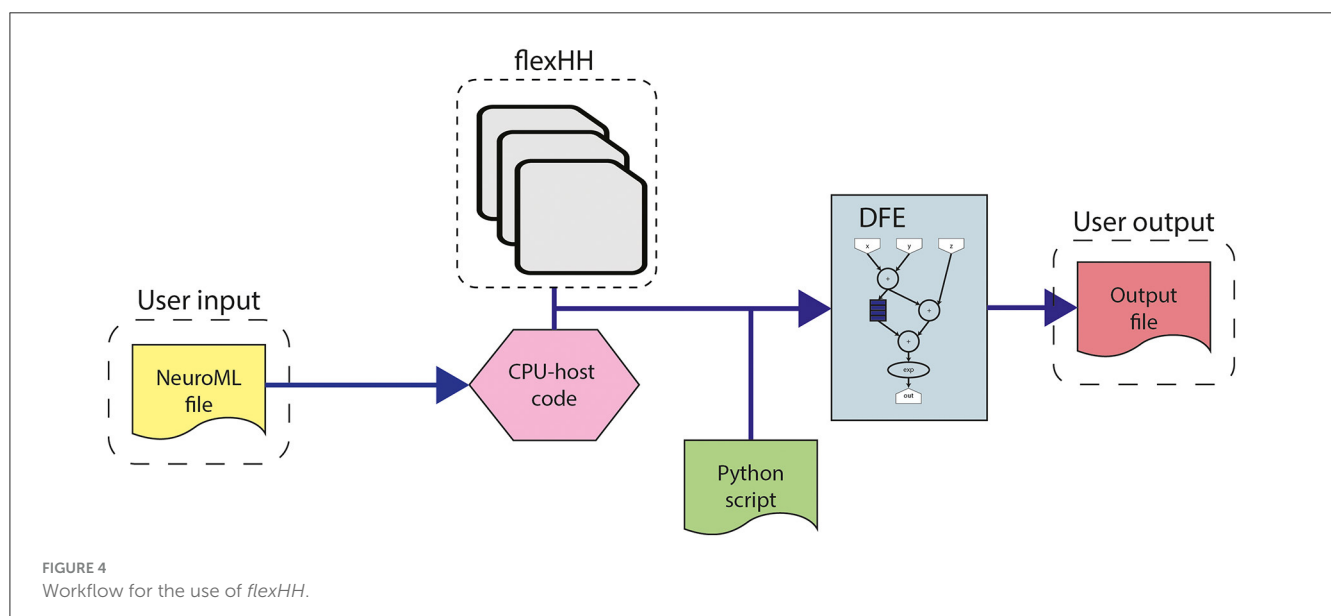 flexHH
User input
NeuroML
file
CPU-host
code
Python
script
DFE
x
y
z
+
+
+
exp
out
User output
Output
file
FIGURE 4
Workflow for the use of flexHH.